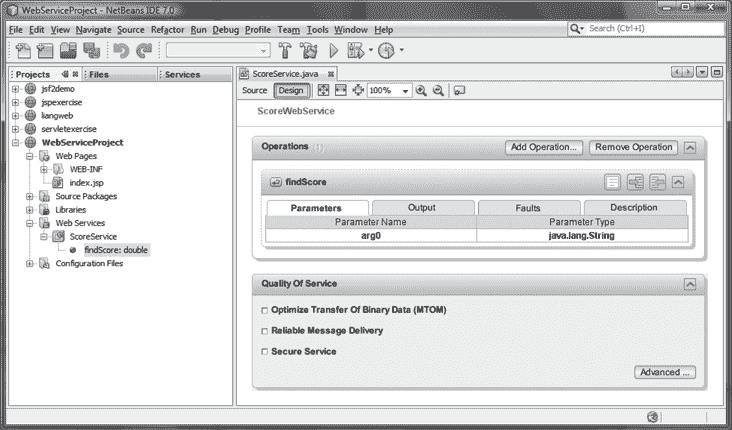 WebServiceProject - NetBeans IDE 7.0
File Edit View Navigate Source Refactor Run Debug Profile Team Tools Window Help
Search (Ctrl+I)
Projects
Files
Services
jsf2demo
jspexercise
liangweb
servletexercise
WebServiceProject
Web Pages
WEB-INF
index.jsp
Source Packages
Libraries
Web Services
ScoreService
findScore: double
Configuration Files
ScoreService.java
Source Design 100%
ScoreWebService
Operations (1) Add Operation... Remove Operation
findScore
Parameters Output Faults Description
Parameter Name Parameter Type
arg0 java.lang.String
Quality Of Service
Optimize Transfer Of Binary Data (MTOM)
Reliable Message Delivery
Secure Service
Advanced ...